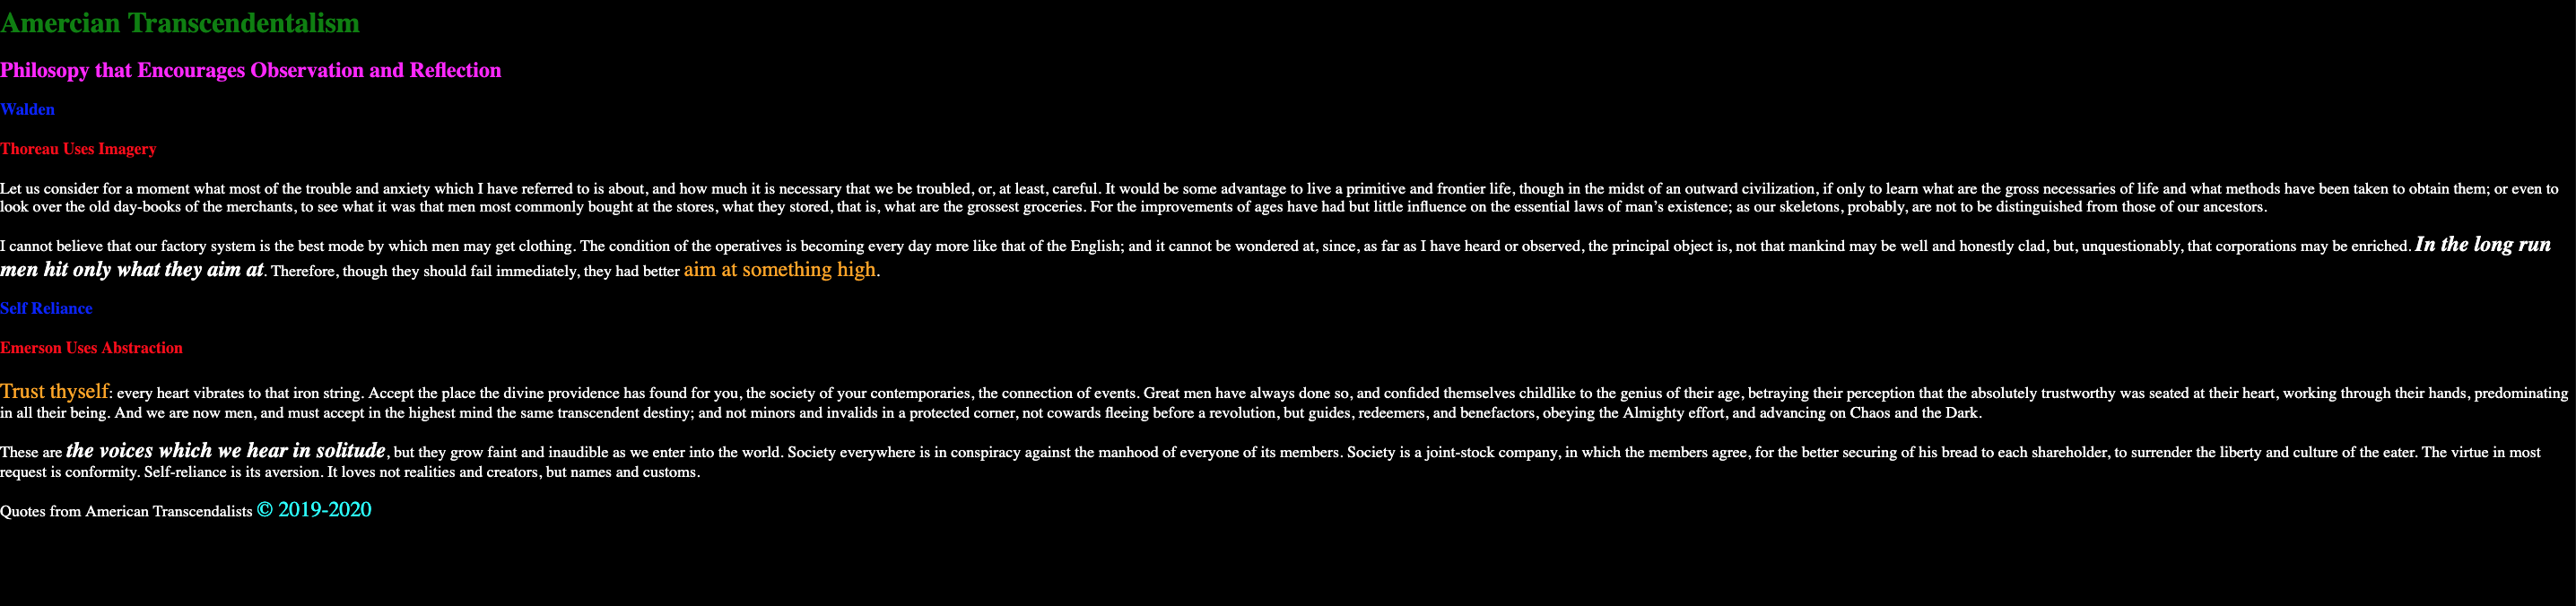 Amercian Transcendentalism
Philosopy that Encourages Observation and Reflection
Walden
Thoreau Uses Imagery
Let us consider for a moment what most of the trouble and anxiety which I have referred to is about, and how much it is necessary that we be troubled, or, at least, careful. It would be some advantage to live a primitive and frontier life, though in the midst of an outward civilization, if only to learn what are the gross necessaries of life and what methods have been taken to obtain them; or even to
look over the old day-books of the merchants, to see what it was that men most commonly bought at the stores, what they stored, that is, what are the grossest groceries. For the improvements of ages have had but little influence on the essential laws of man’s existence; as our skeletons, probably, are not to be distinguished from those of our ancestors.
I cannot believe that our factory system is the best mode by which men may get clothing. The condition of the operatives is becoming every day more like that of the English; and it cannot be wondered at, since, as far as I have heard or observed, the principal object is, not that mankind may be well and honestly clad, but, unquestionably, that corporations may be enriched. In the long run
men hit only what they aim at. Therefore, though they should fail immediately, they had better aim at something high.
Self Reliance
Emerson Uses Abstraction
Trust thyself: every heart vibrates to that iron string. Accept the place the divine providence has found for you, the society of your contemporaries, the connection of events. Great men have always done so, and confided themselves childlike to the genius of their age, betraying their perception that the absolutely trustworthy was seated at their heart, working through their hands, predominating
in all their being. And we are now men, and must accept in the highest mind the same transcendent destiny; and not minors and invalids in a protected corner, not cowards fleeing before a revolution, but guides, redeemers, and benefactors, obeying the Almighty effort, and advancing on Chaos and the Dark.
These are the voices which we hear in solitude, but they grow faint and inaudible as we enter into the world. Society everywhere is in conspiracy against the manhood of everyone of its members. Society is a joint-stock company, in which the members agree, for the better securing of his bread to each shareholder, to surrender the liberty and culture of the eater. The virtue in most
request is conformity. Self-reliance is its aversion. It loves not realities and creators, but names and customs.
Quotes from American Transcendalists © 2019-2020